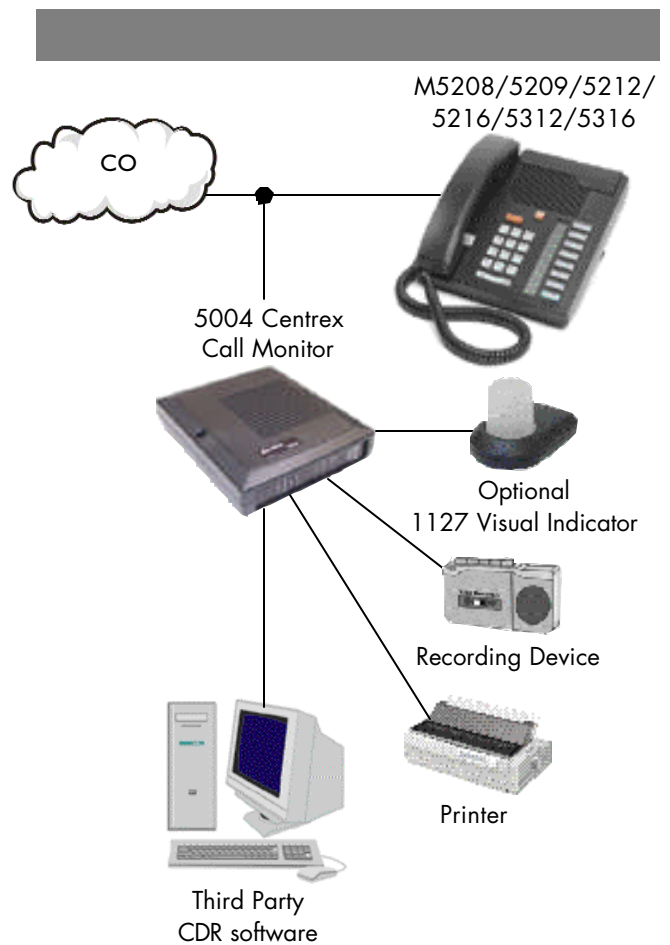 M5208/5209/5212/
5216/5312/5316
CO
5004 Centrex
Call Monitor
Optional
1127 Visual Indicator
Recording Device
Printer
Third Party
CDR software